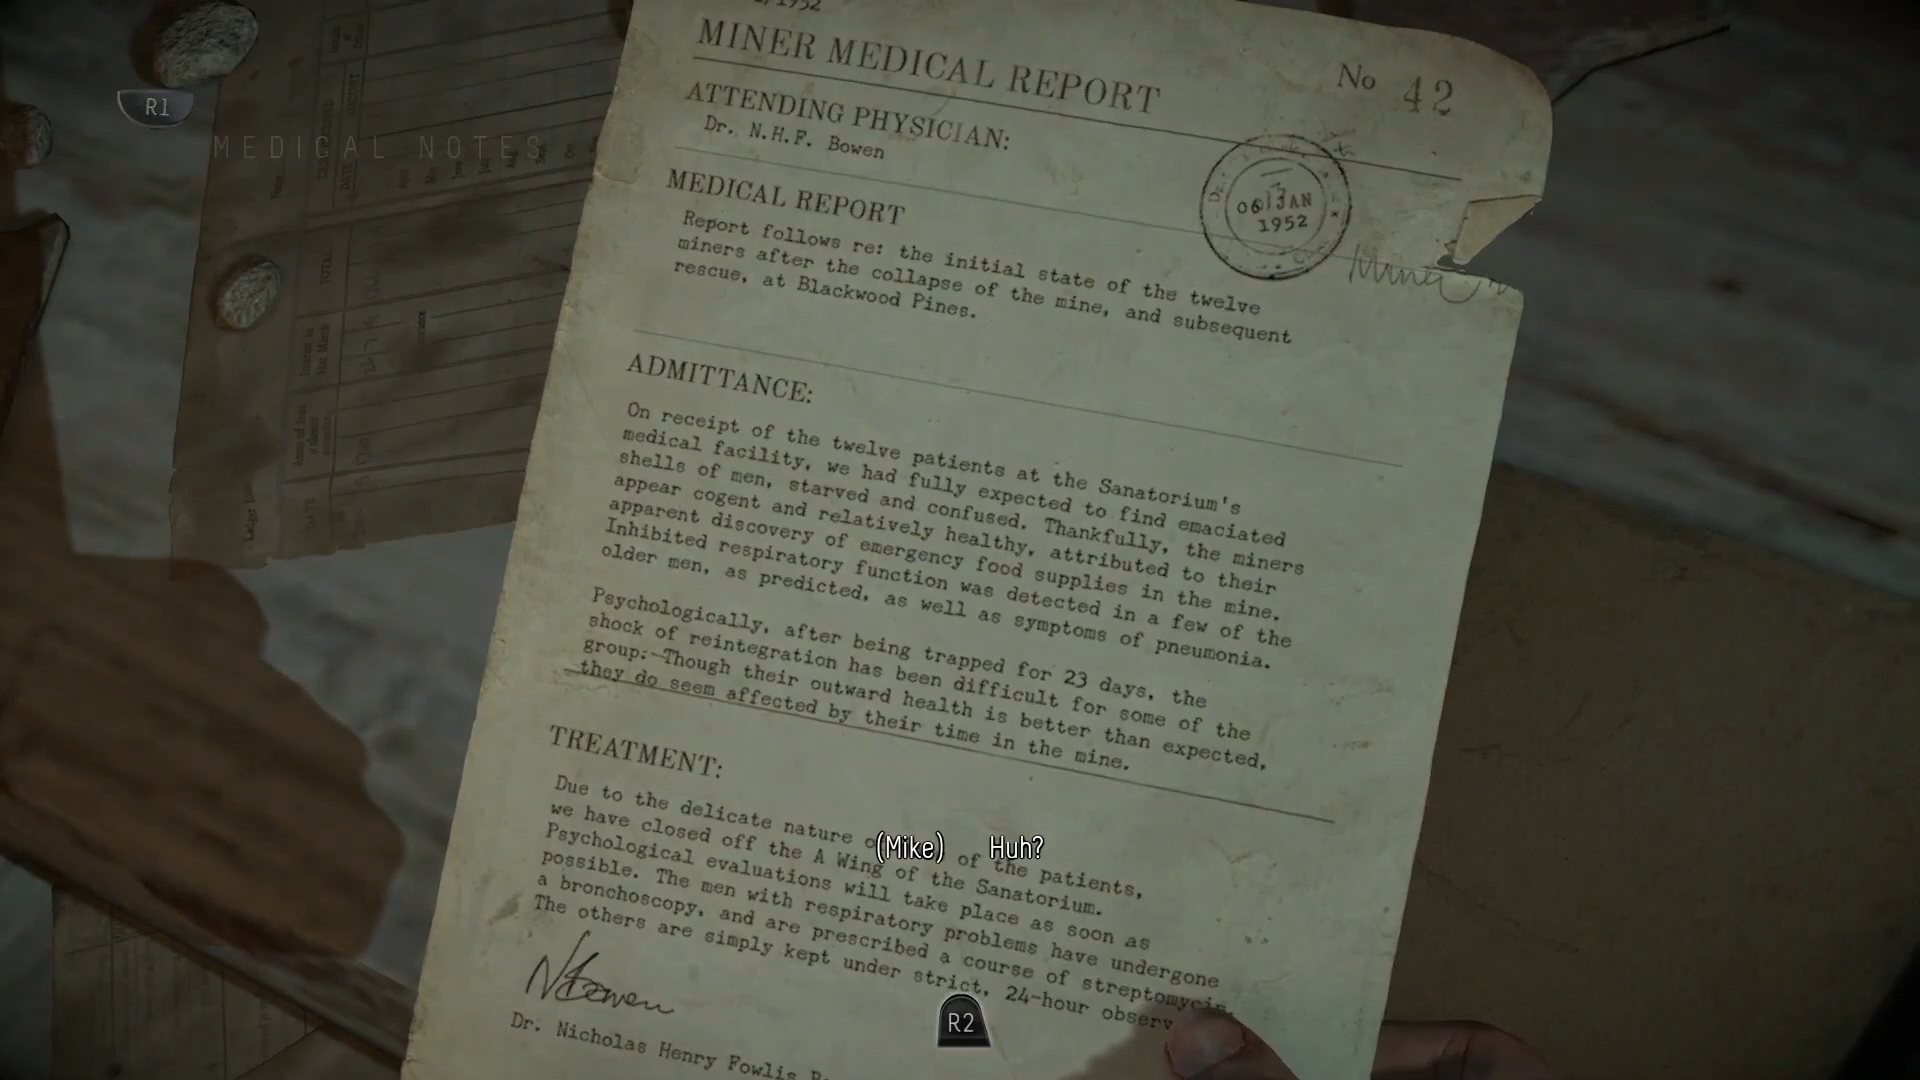 /1952
MINER MEDICAL REPORT
No 42
R1
MEDICAL NOTES
ATTENDING PHYSICIAN:
Dr. N.H.F. Bowen
06 JAN
1952
Miner
MEDICAL REPORT
Report follows re: the initial state of the twelve
miners after the collapse of the mine, and subsequent
rescue, at Blackwood Pines.
ADMITTANCE:
On receipt of the twelve patients at the Sanatorium's
medical facility, we had fully expected to find emaciated
shells of men, starved and confused. Thankfully, the miners
appear cogent and relatively healthy, attributed to their
apparent discovery of emergency food supplies in the mine.
Inhibited respiratory function was detected in a few of the
older men, as predicted, as well as symptoms of pneumonia.
Psychologically, after being trapped for 23 days, the
shock of reintegration has been difficult for some of the
group: Though their outward health is better than expected,
they do seem affected by their time in the mine.
TREATMENT:
Due to the delicate nature of the patients,
we have closed off the A Wing of the Sanatorium.
Psychological evaluations will take place as soon as
possible. The men with respiratory problems have undergone
a bronchoscopy, and are prescribed a course of streptomycin.
The others are simply kept under strict, 24-hour observ
(Mike) Huh?
NBowen
R2
Dr. Nicholas Henry Fowlis
TOTAL
DATE
AMOUNT
DATE